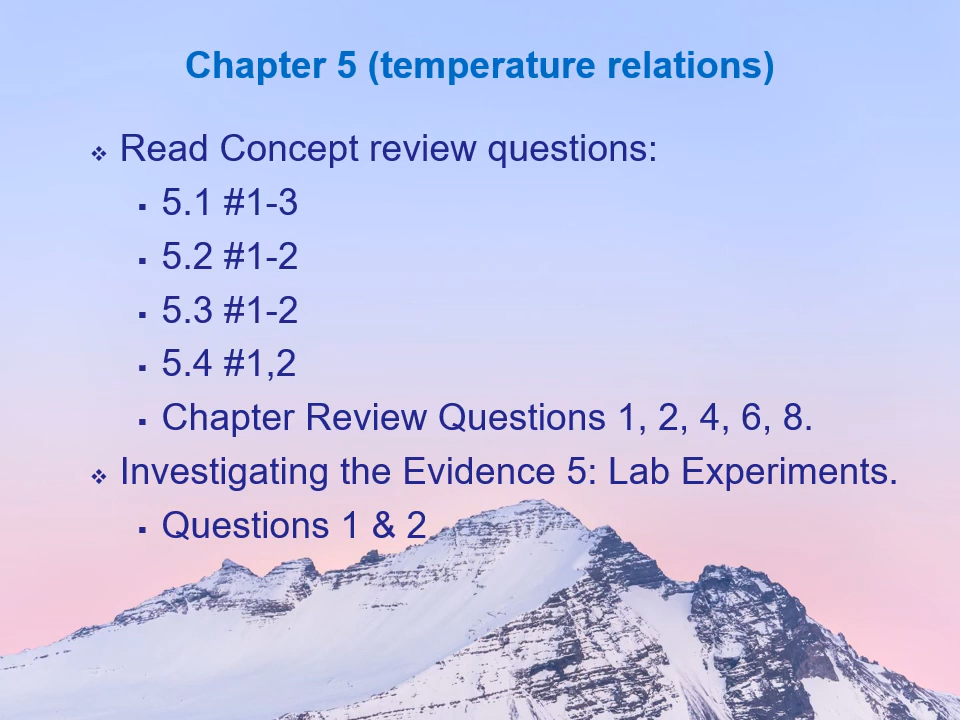 Chapter 5 (temperature relations)
❖ Read Concept review questions:
▪ 5.1 #1-3
▪ 5.2 #1-2
▪ 5.3 #1-2
▪ 5.4 #1,2
▪ Chapter Review Questions 1, 2, 4, 6, 8.
❖ Investigating the Evidence 5: Lab Experiments.
▪ Questions 1 & 2